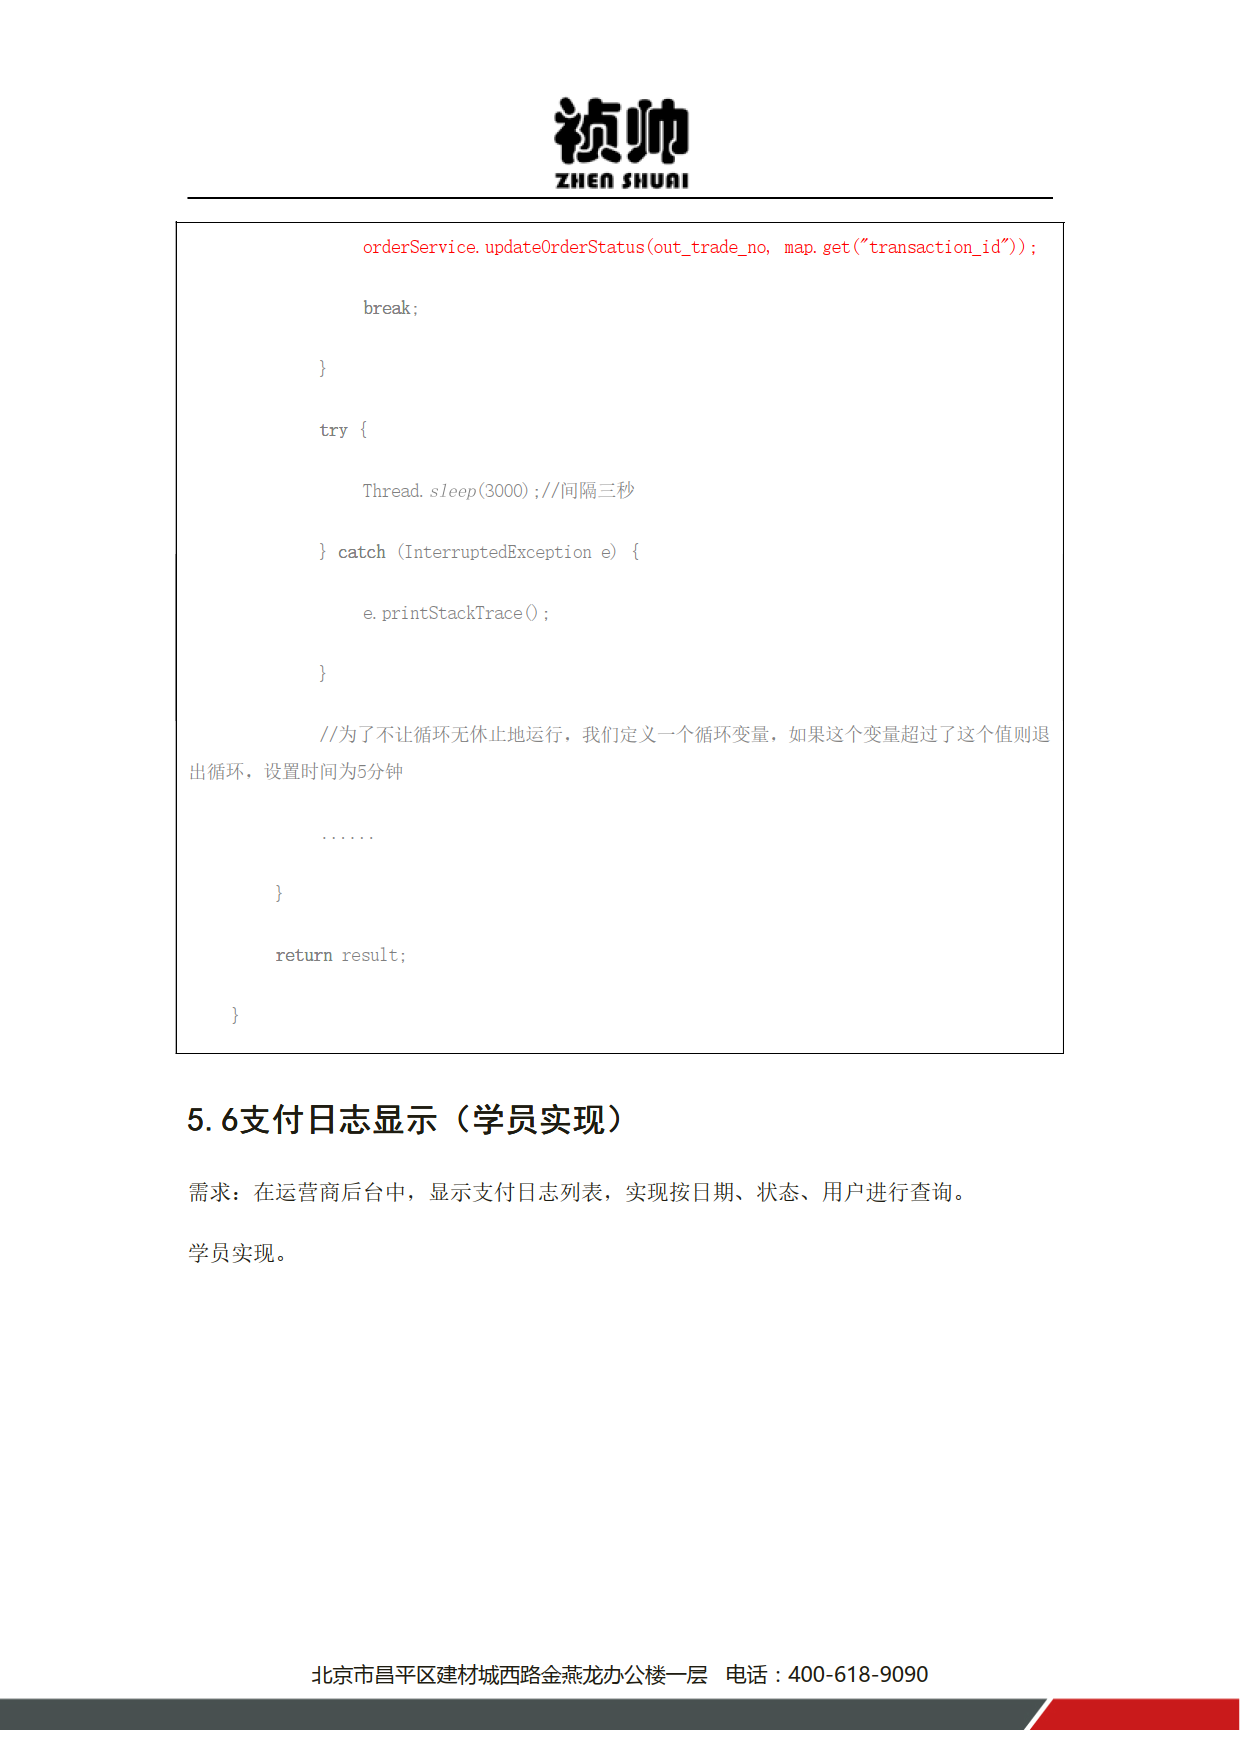 祯帅
ZHEN SHUAI
orderService.updateOrderStatus(out_trade_no, map.get("transaction_id"));
break;
}
try {
Thread.sleep(3000);//间隔三秒
} catch (InterruptedException e) {
e.printStackTrace();
}
//为了不让循环无休止地运行，我们定义一个循环变量，如果这个变量超过了这个值则退
出循环，设置时间为5分钟
......
}
return result;
}
5.6支付日志显示（学员实现）
需求：在运营商后台中，显示支付日志列表，实现按日期、状态、用户进行查询。
学员实现。
北京市昌平区建材城西路金燕龙办公楼一层 电话：400-618-9090